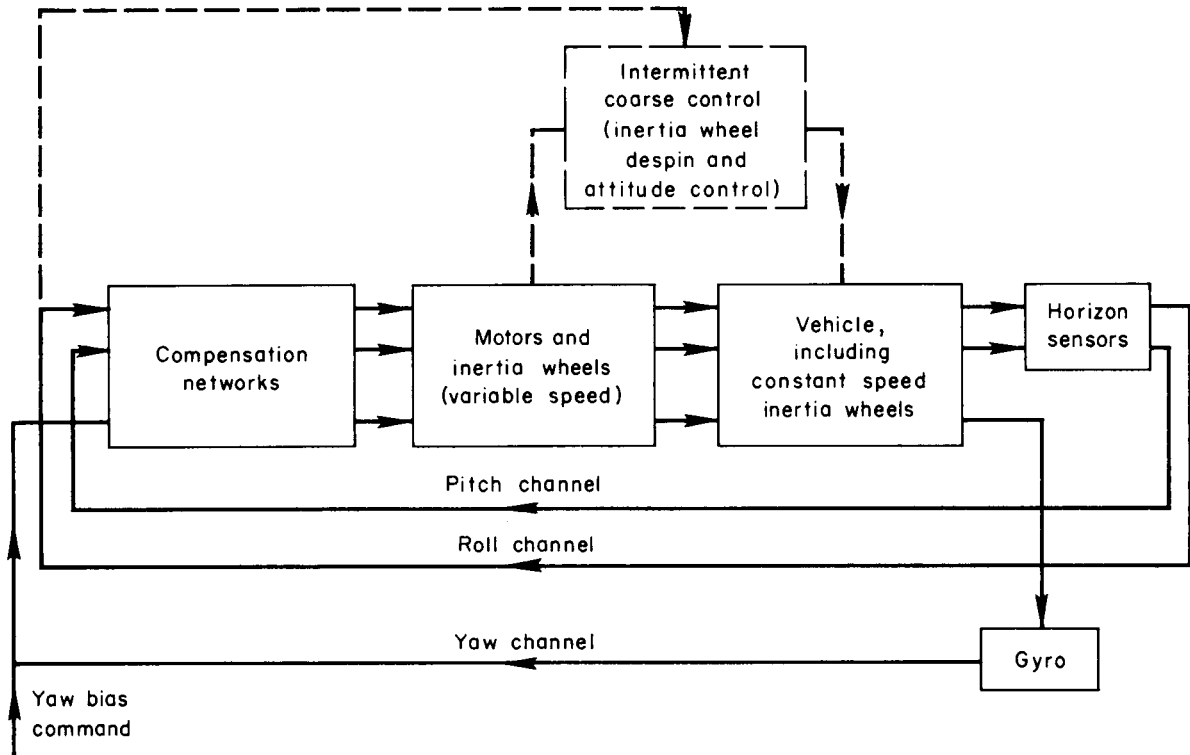 Intermittent
coarse control
(inertia wheel
despin and
attitude control)
Compensation
networks
Motors and
inertia wheels
(variable speed)
Vehicle,
including
constant speed
inertia wheels
Horizon
sensors
Pitch channel
Roll channel
Yaw channel
Gyro
Yaw bias
command